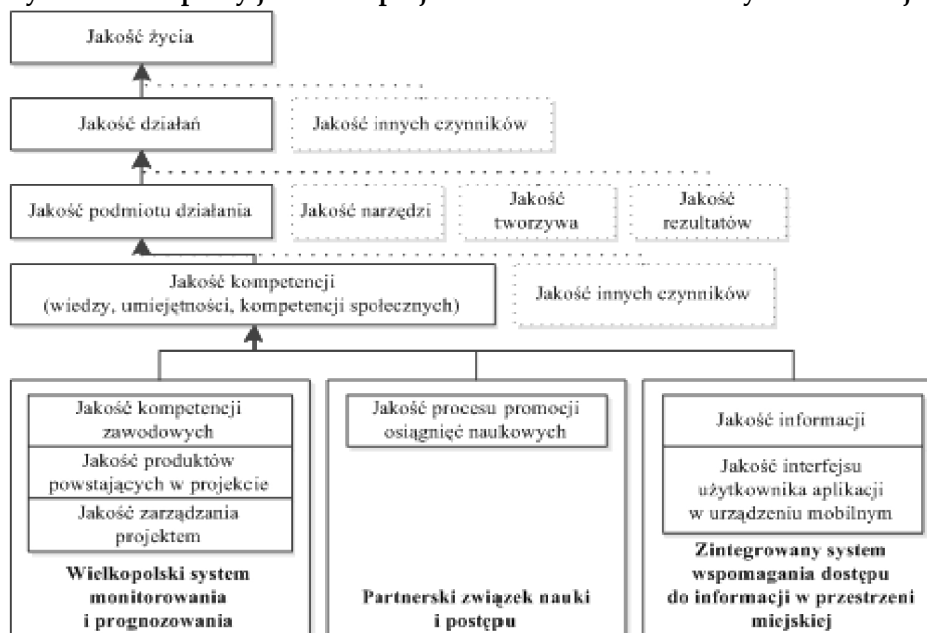 Jakość życia
Jakość działań
Jakość innych czynników
Jakość podmiotu działania
Jakość narzędzi
Jakość
tworzywa
Jakość
rezultatów
Jakość kompetencji
(wiedzy, umiejętności, kompetencji społecznych)
Jakość innych czynników
Jakość kompetencji
zawodowych
Jakość produktów
powstających w projekcie
Jakość zarządzania
projektem
Wielkopolski system
monitorowania
i prognozowania
Jakość procesu promocji
osiągnięć naukowych
Partnerski związek nauki
i postępu
Jakość informacji
Jakość interfejsu
użytkownika aplikacji
w urządzeniu mobilnym
Zintegrowany system
wspomagania dostępu
do informacji w przestrzeni
miejskiej